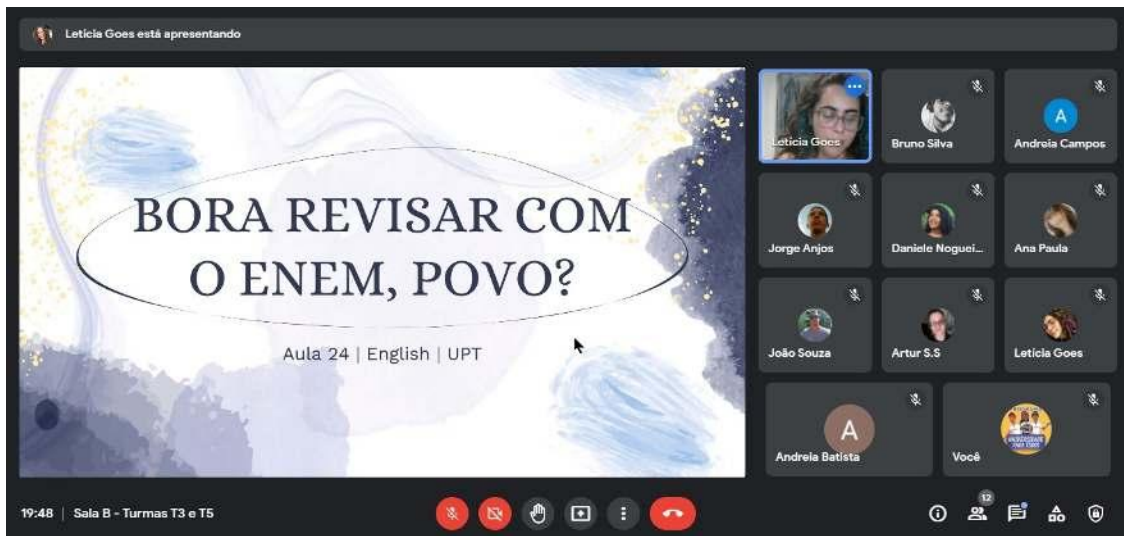 Letícia Goes está apresentando
BORA REVISAR COM
O ENEM, POVO?
Aula 24 | English | UPT
Letícia Goes
Bruno Silva
A
Andreia Campos
Jorge Anjos
Daniele Noguei...
Ana Paula
João Souza
Artur S.S
Letícia Goes
A
Andreia Batista
Você
19:48 | Sala B - Turmas T3 e T5
12